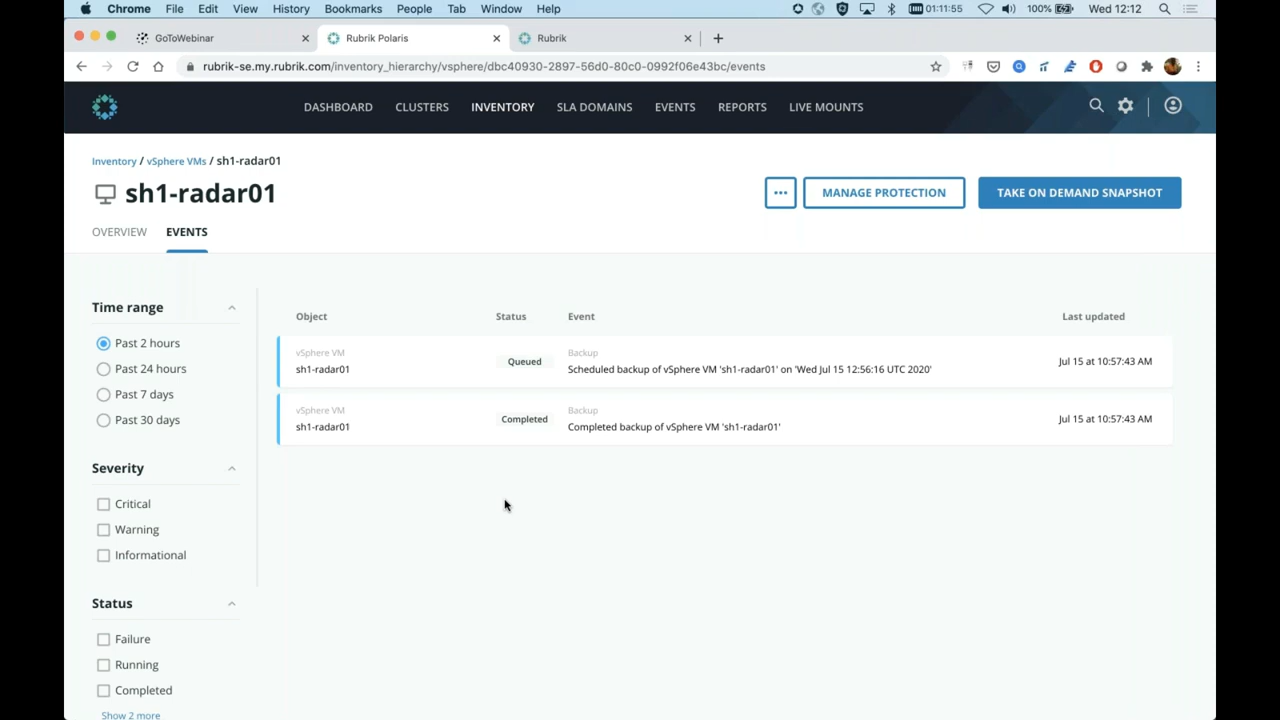 Chrome File Edit View History Bookmarks People Tab Window Help 01:11:55 100% Wed 12:12
GoToWebinar Rubrik Polaris Rubrik
rubrik-se.my.rubrik.com/inventory_hierarchy/vsphere/dbc40930-2897-56d0-80c0-0992f06e43bc/events
DASHBOARD CLUSTERS INVENTORY SLA DOMAINS EVENTS REPORTS LIVE MOUNTS
Inventory / vSphere VMs / sh1-radar01
sh1-radar01
MANAGE PROTECTION TAKE ON DEMAND SNAPSHOT
OVERVIEW EVENTS
Time range
Past 2 hours
Past 24 hours
Past 7 days
Past 30 days
Severity
Critical
Warning
Informational
Status
Failure
Running
Completed
Show 2 more
Object Status Event Last updated
vSphere VM Backup
sh1-radar01 Queued Scheduled backup of vSphere VM 'sh1-radar01' on 'Wed Jul 15 12:56:16 UTC 2020' Jul 15 at 10:57:43 AM
vSphere VM Backup
sh1-radar01 Completed Completed backup of vSphere VM 'sh1-radar01' Jul 15 at 10:57:43 AM